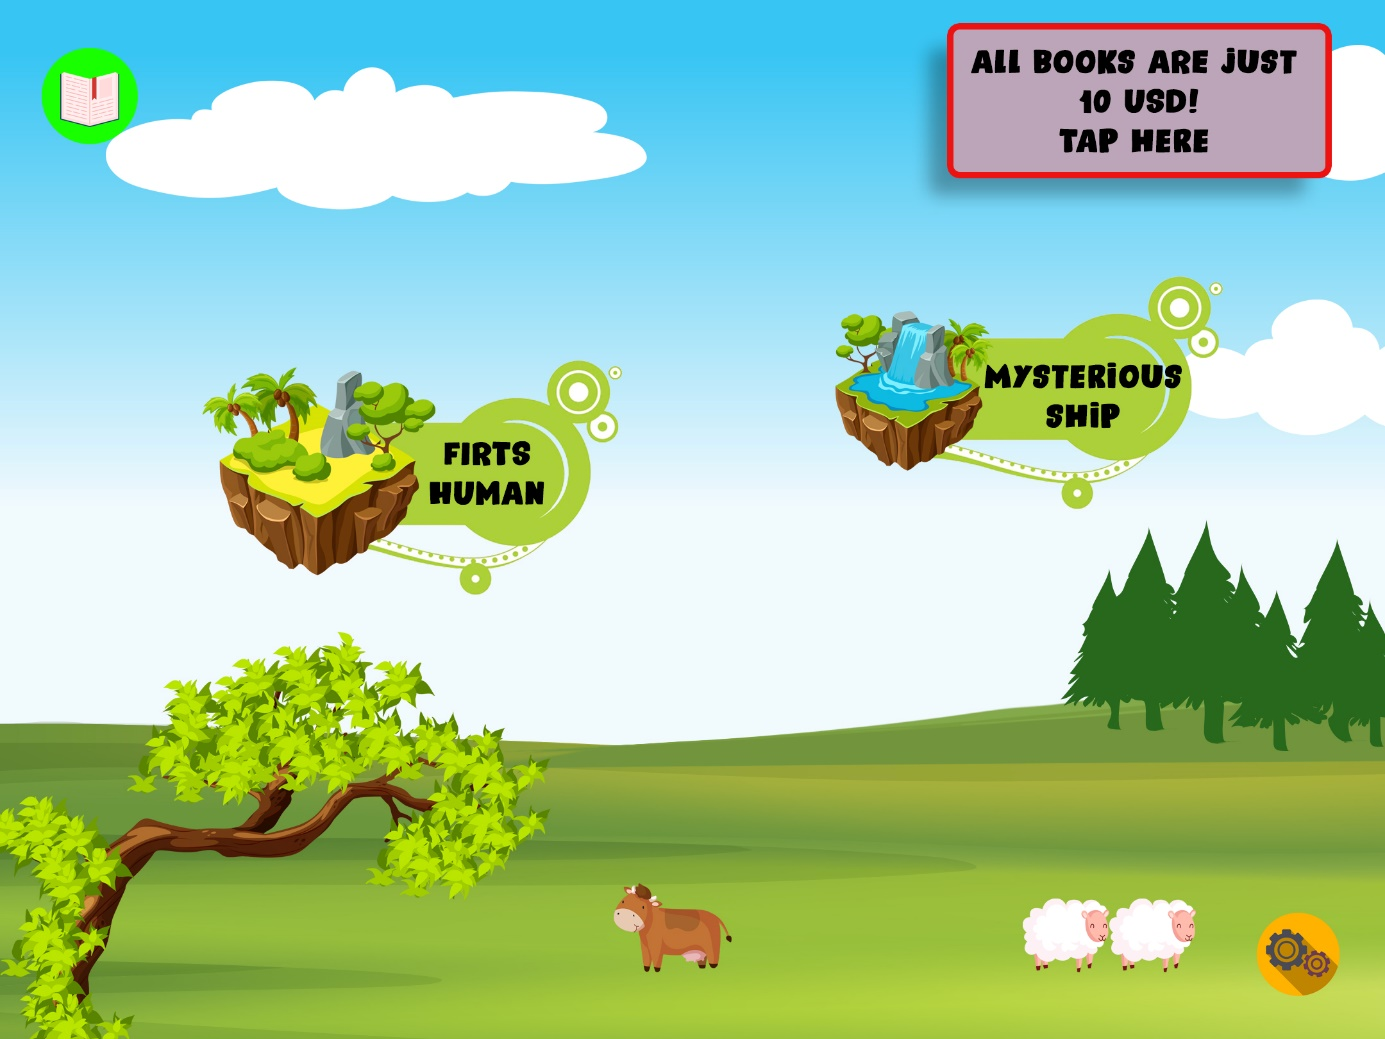 ALL BOOKS ARE JUST
10 USD!
TAP HERE
MYSTERIOUS
SHIP
FIRTS
HUMAN